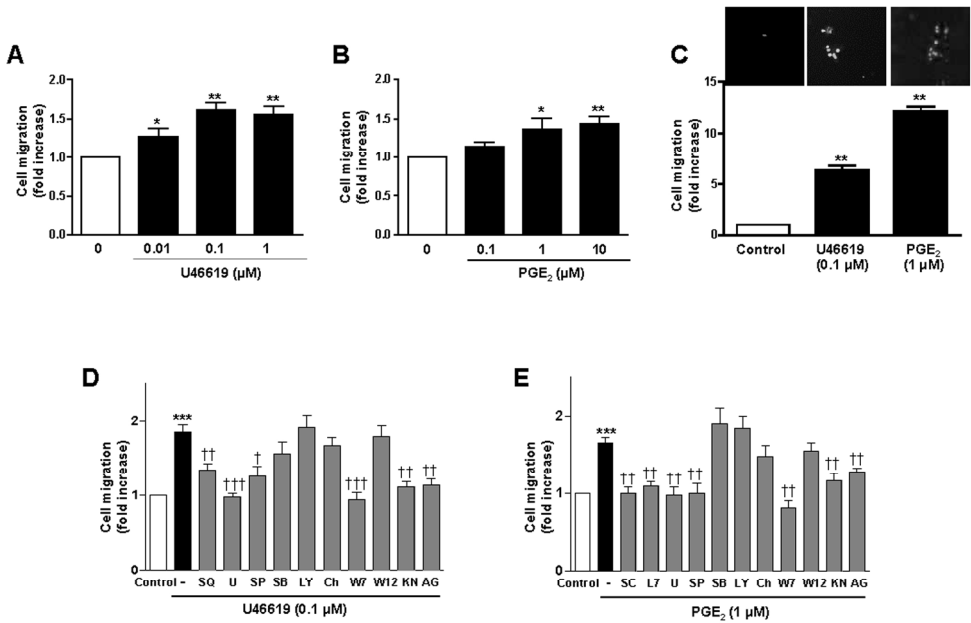 A
Cell migration
(fold increase)
2.0
**
**
*
1.5
1.0
0.5
0.0
0 0.01 0.1 1
U46619 (µM)
B
Cell migration
(fold increase)
2.0
*
**
1.5
1.0
0.5
0.0
0 0.1 1 10
PGE2 (µM)
C
Cell migration
(fold increase)
15
**
10
**
5
0
Control U46619 PGE2
(0.1 µM) (1 µM)
D
Cell migration
(fold increase)
2
1
0
*** †† ††† † ††† †† ††
Control - SQ U SP SB LY Ch W7 W12 KN AG
U46619 (0.1 µM)
E
Cell migration
(fold increase)
2
1
0
*** †† †† †† †† †† †† ††
Control - SC L7 U SP SB LY Ch W7 W12 KN AG
PGE2 (1 µM)